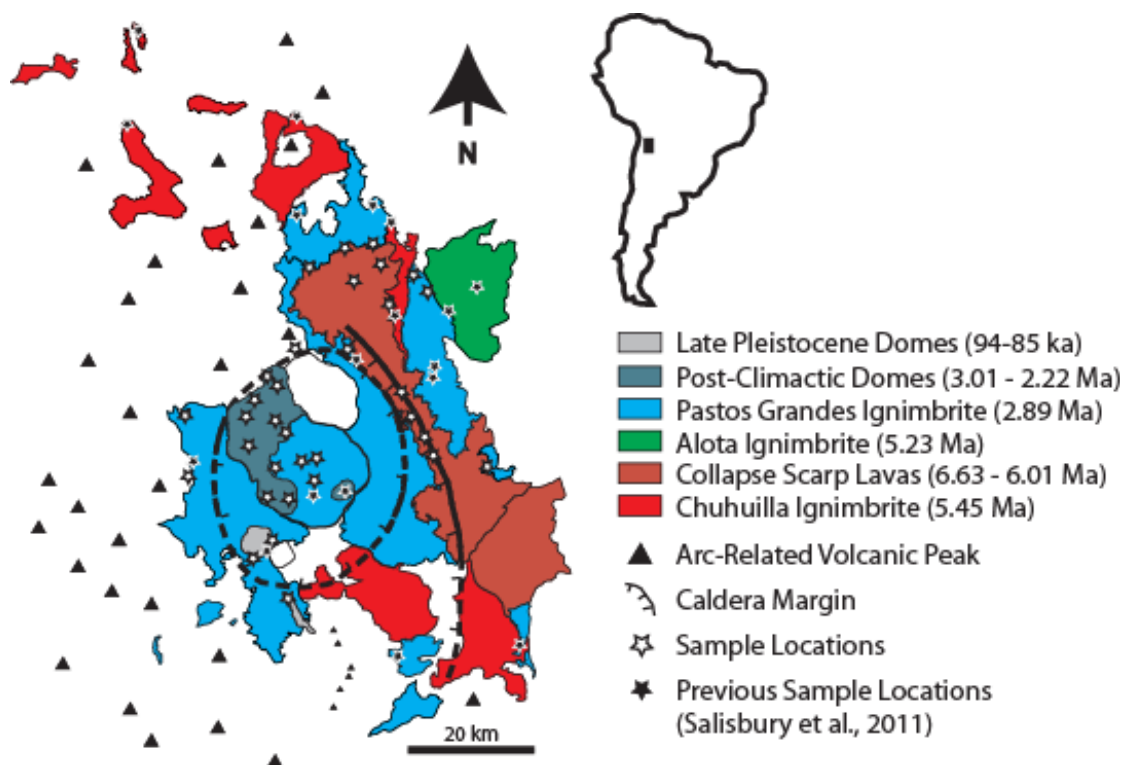 N
Late Pleistocene Domes (94-85 ka)
Post-Climactic Domes (3.01 - 2.22 Ma)
Pastos Grandes Ignimbrite (2.89 Ma)
Alota Ignimbrite (5.23 Ma)
Collapse Scarp Lavas (6.63 - 6.01 Ma)
Chuhuilla Ignimbrite (5.45 Ma)
Arc-Related Volcanic Peak
Caldera Margin
Sample Locations
Previous Sample Locations
(Salisbury et al., 2011)
20 km